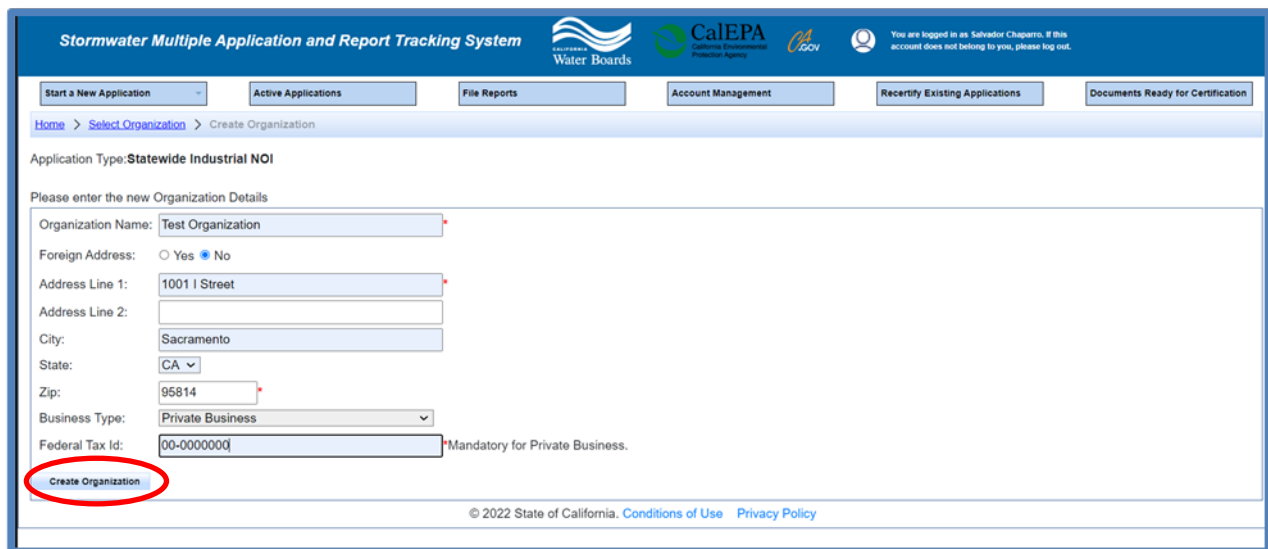 Stormwater Multiple Application and Report Tracking System
CALIFORNIA
Water Boards
CalEPA
California Environmental
Protection Agency
CA.GOV
You are logged in as Salvador Chaparro. If this
account does not belong to you, please log out.
Start a New Application
Active Applications
File Reports
Account Management
Recertify Existing Applications
Documents Ready for Certification
Home > Select Organization > Create Organization
Application Type:Statewide Industrial NOI
Please enter the new Organization Details
Organization Name: Test Organization *
Foreign Address: Yes No
Address Line 1: 1001 I Street *
Address Line 2:
City: Sacramento
State: CA
Zip: 95814 *
Business Type: Private Business
Federal Tax Id: 00-0000000 *Mandatory for Private Business.
Create Organization
© 2022 State of California. Conditions of Use Privacy Policy